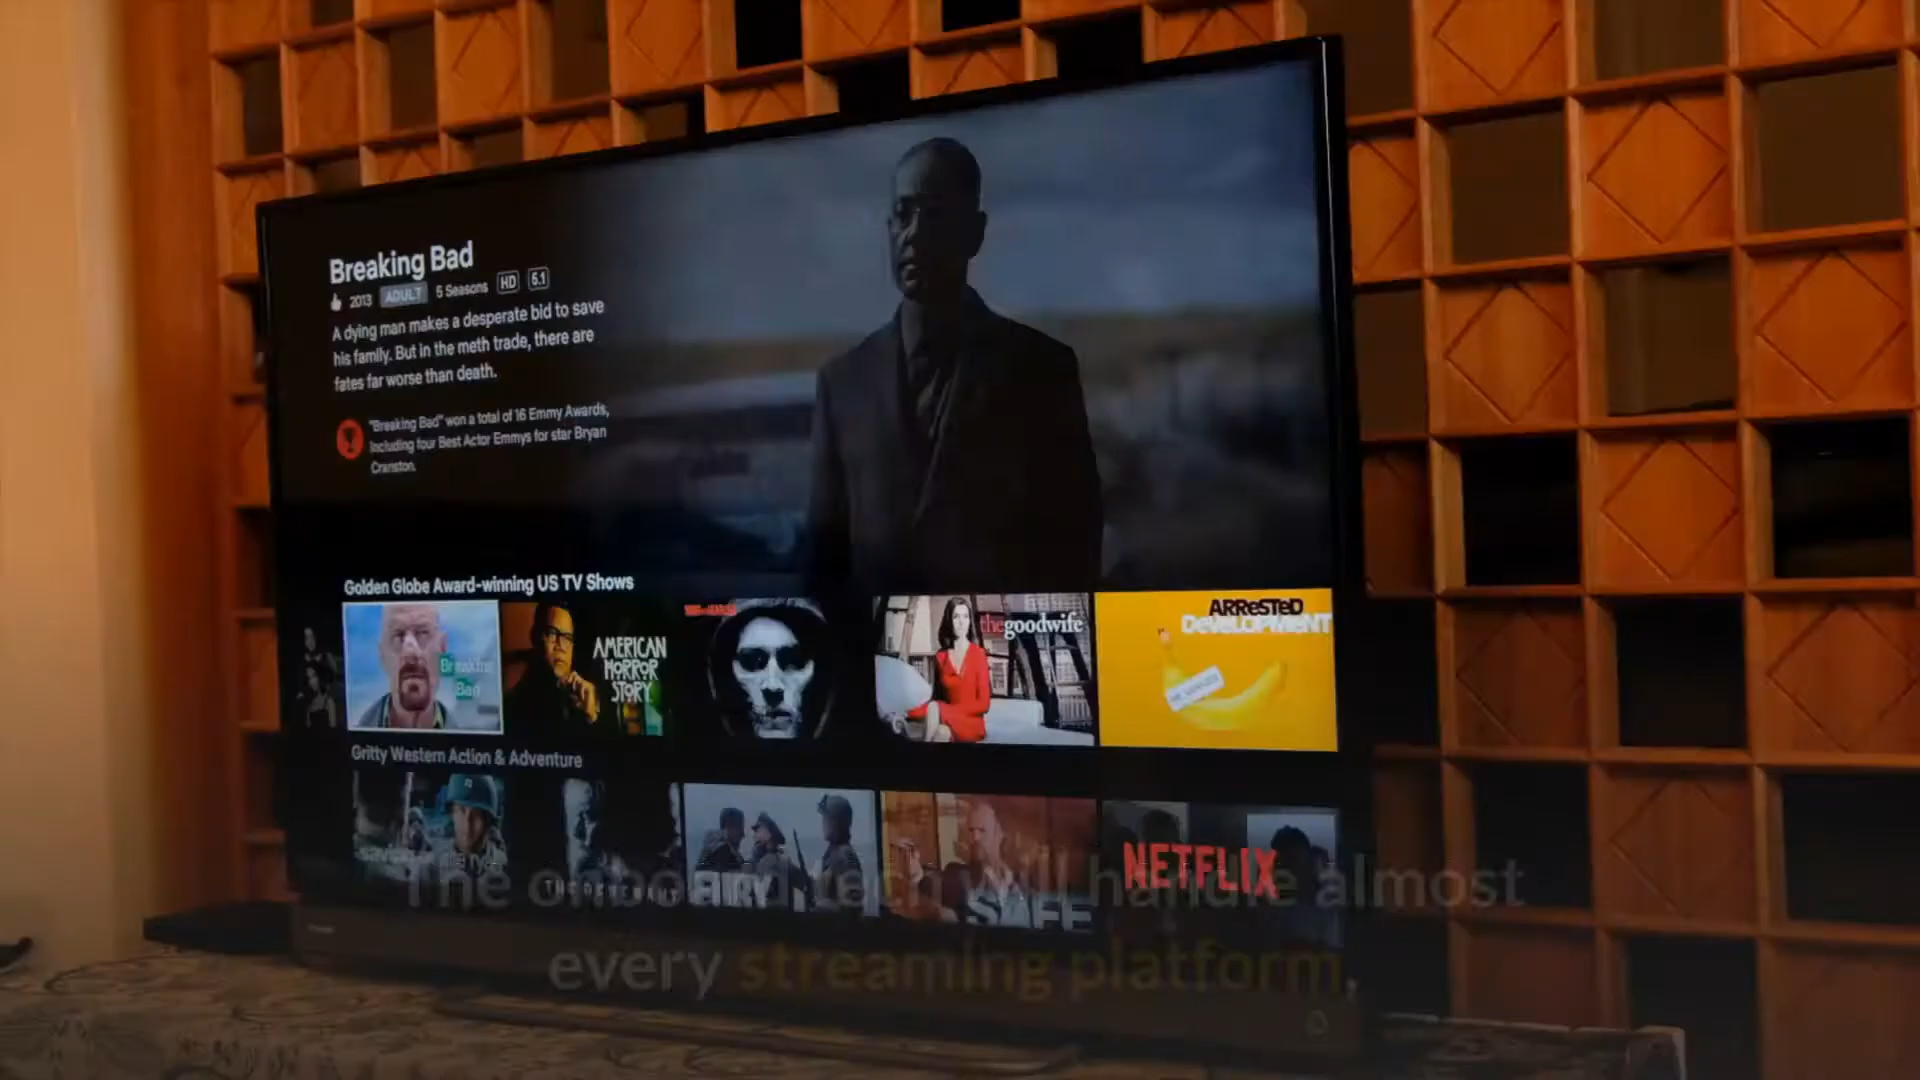 Breaking Bad
2013 ADULT 5 Seasons HD 5.1
A dying man makes a desperate bid to save
his family. But in the meth trade, there are
fates far worse than death.
"Breaking Bad" won a total of 16 Emmy Awards,
including four Best Actor Emmys for star Bryan
Cranston.
Golden Globe Award-winning US TV Shows
Breaking
Bad
AMERICAN
HORROR
STORY
thegoodwife
ARRESTED
DEVELOPMENT
Gritty Western Action & Adventure
THE REVENANT
FURY
SAFE
NETFLIX
The onboard tech will handle almost
every streaming platform.